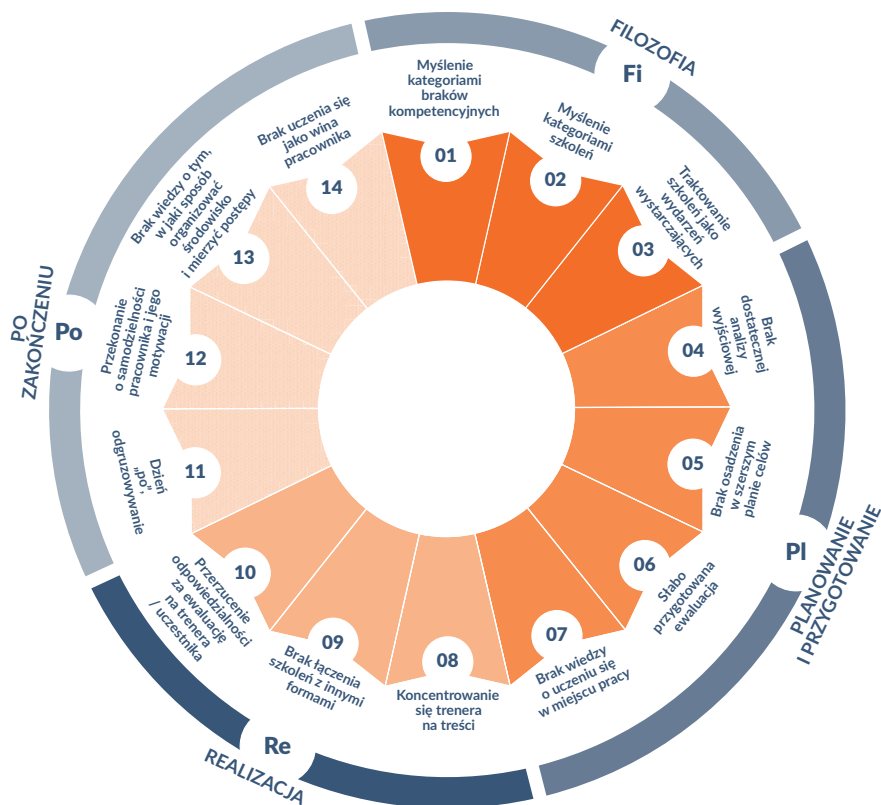 FILOZOFIA
Fi
01
Myślenie
kategoriami
braków
kompetencyjnych
02
Myślenie
kategoriami
szkoleń
03
Traktowanie
szkoleń jako
wydarzeń
wystarczających
PLANOWANIE
I PRZYGOTOWANIE
Pl
04
Brak
dostatecznej
analizy
wyjściowej
05
Brak osadzenia
w szerszym
planie celów
06
Słabo
przygotowana
ewaluacja
07
Brak wiedzy
o uczeniu się
w miejscu pracy
REALIZACJA
Re
08
Koncentrowanie
się trenera
na treści
09
Brak łączenia
szkoleń z innymi
formami
10
Przerzucenie
odpowiedzialności
za ewaluację
na trenera
/ uczestnika
PO
ZAKOŃCZENIU
Po
11
Dzień
„po”,
odgruzowywanie
12
Przekonanie
o samodzielności
pracownika i jego
motywacji
13
Brak wiedzy o tym,
w jaki sposób
organizować
środowisko
i mierzyć postępy
14
Brak uczenia się
jako wina
pracownika